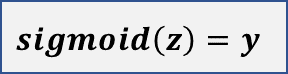 sigmoid(z) = y